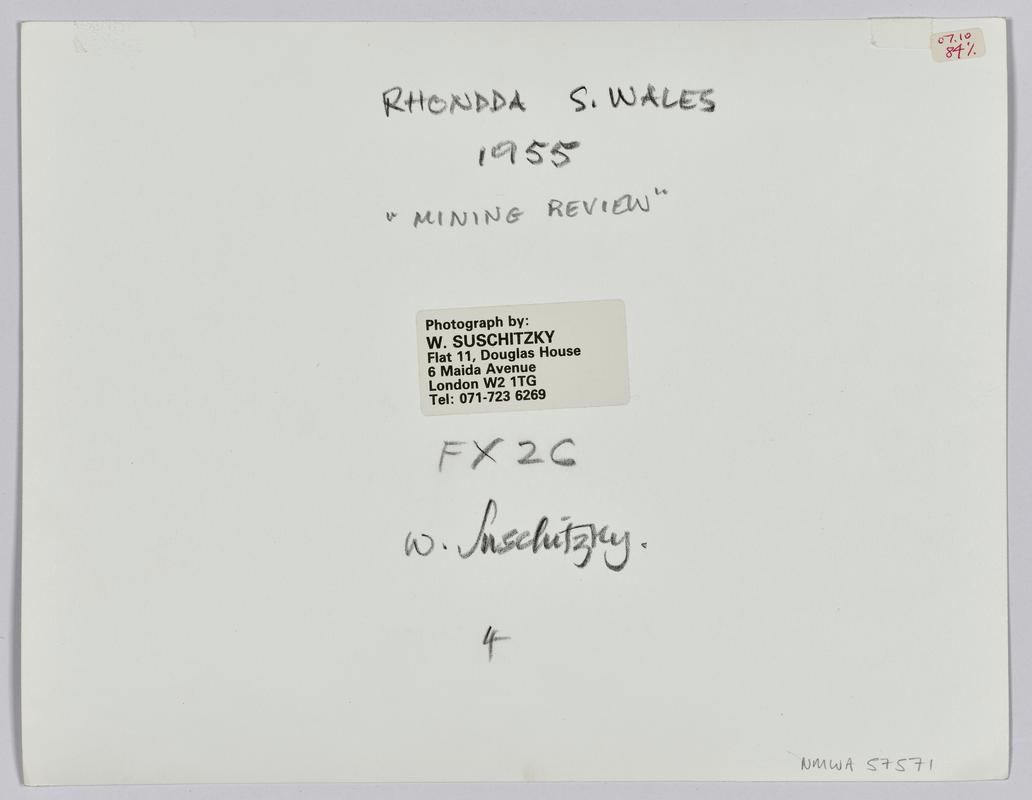 07.10
84%
RHONDDA S. WALES
1955
"MINING REVIEW"
Photograph by:
W. SUSCHITZKY
Flat 11, Douglas House
6 Maida Avenue
London W2 1TG
Tel: 071-723 6269
FX 26
W. Suschitzky.
4
NMWA 57571